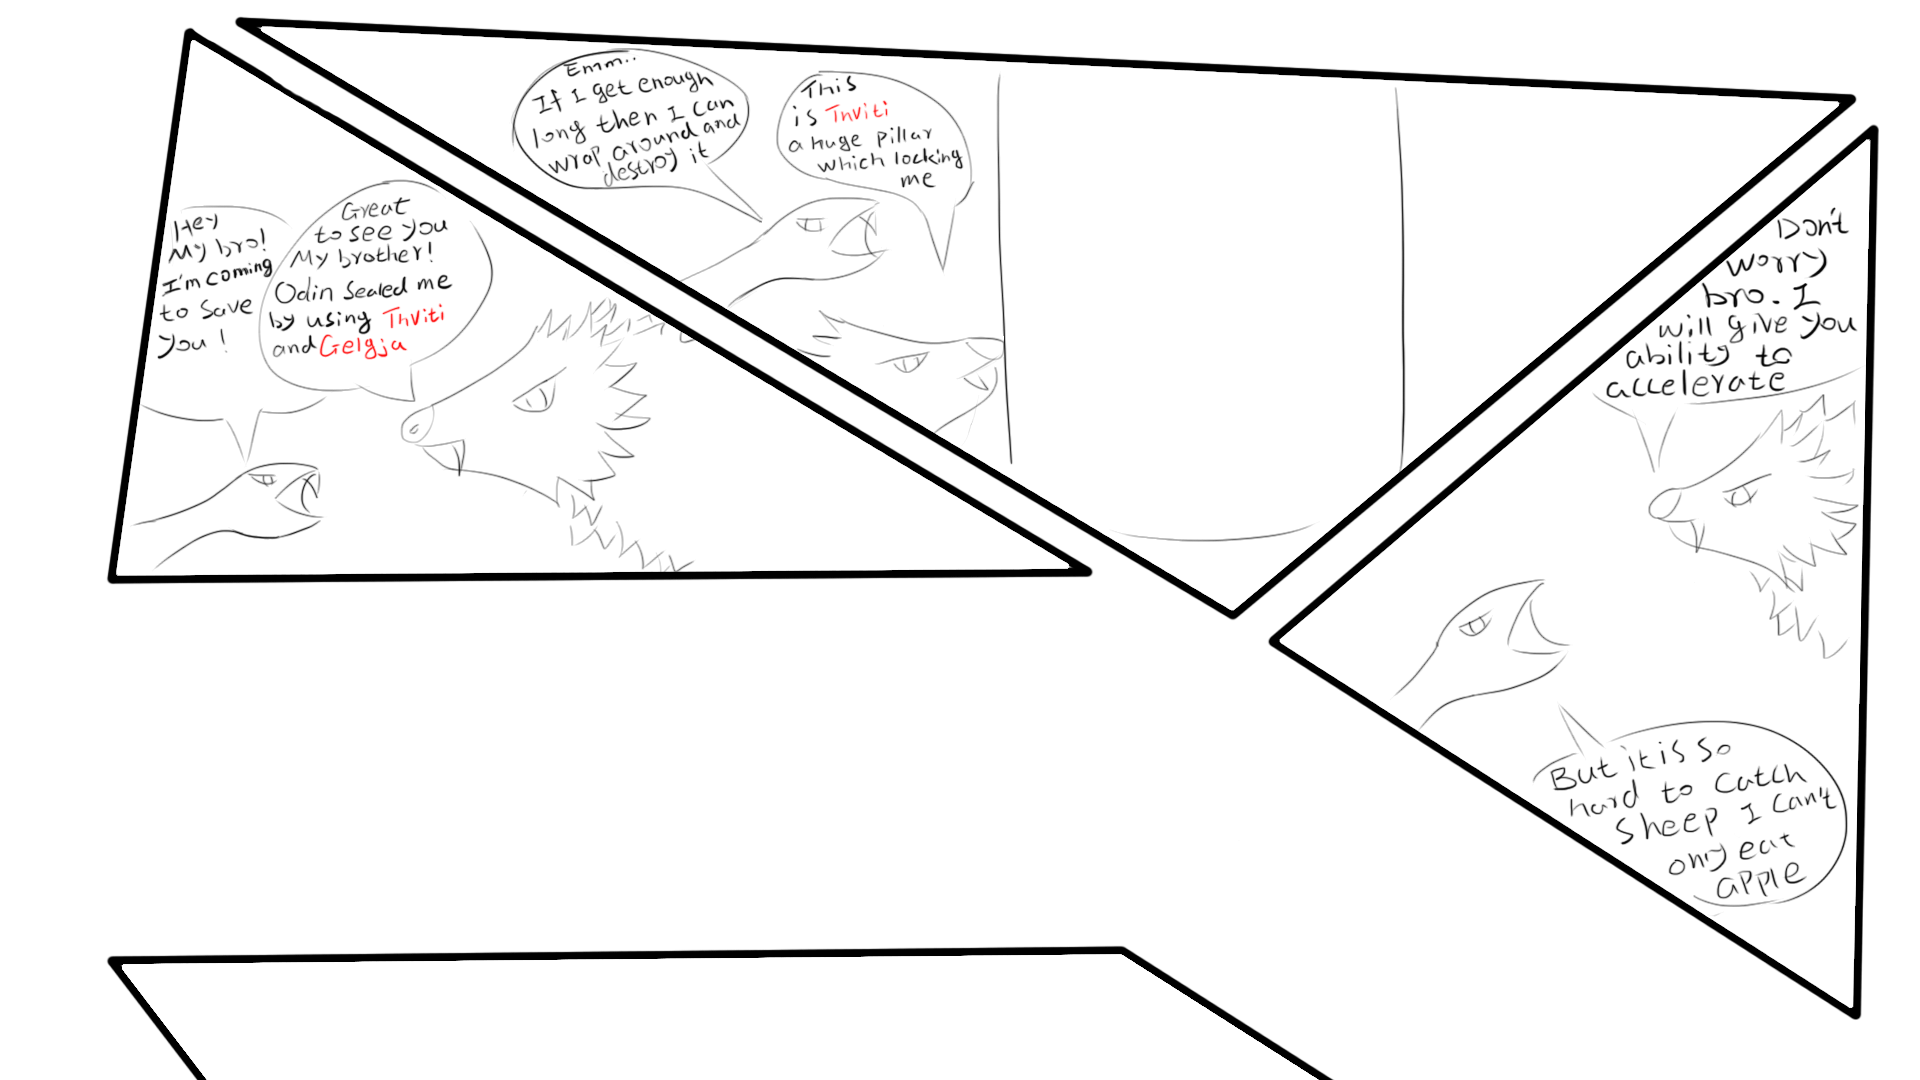 Hey
My bro!
I'm coming
to save
you!
Great
to see you
My brother!
Odin Sealed me
by using Thviti
and Gelgja
Emm..
If I get enough
long then I can
wrap around and
destroy it
This
is Thviti
a huge pillar
which locking
me
Don't
worry
bro. I
will give you
ability to
accelerate
But it is so
hard to catch
sheep I can't
only eat
apple